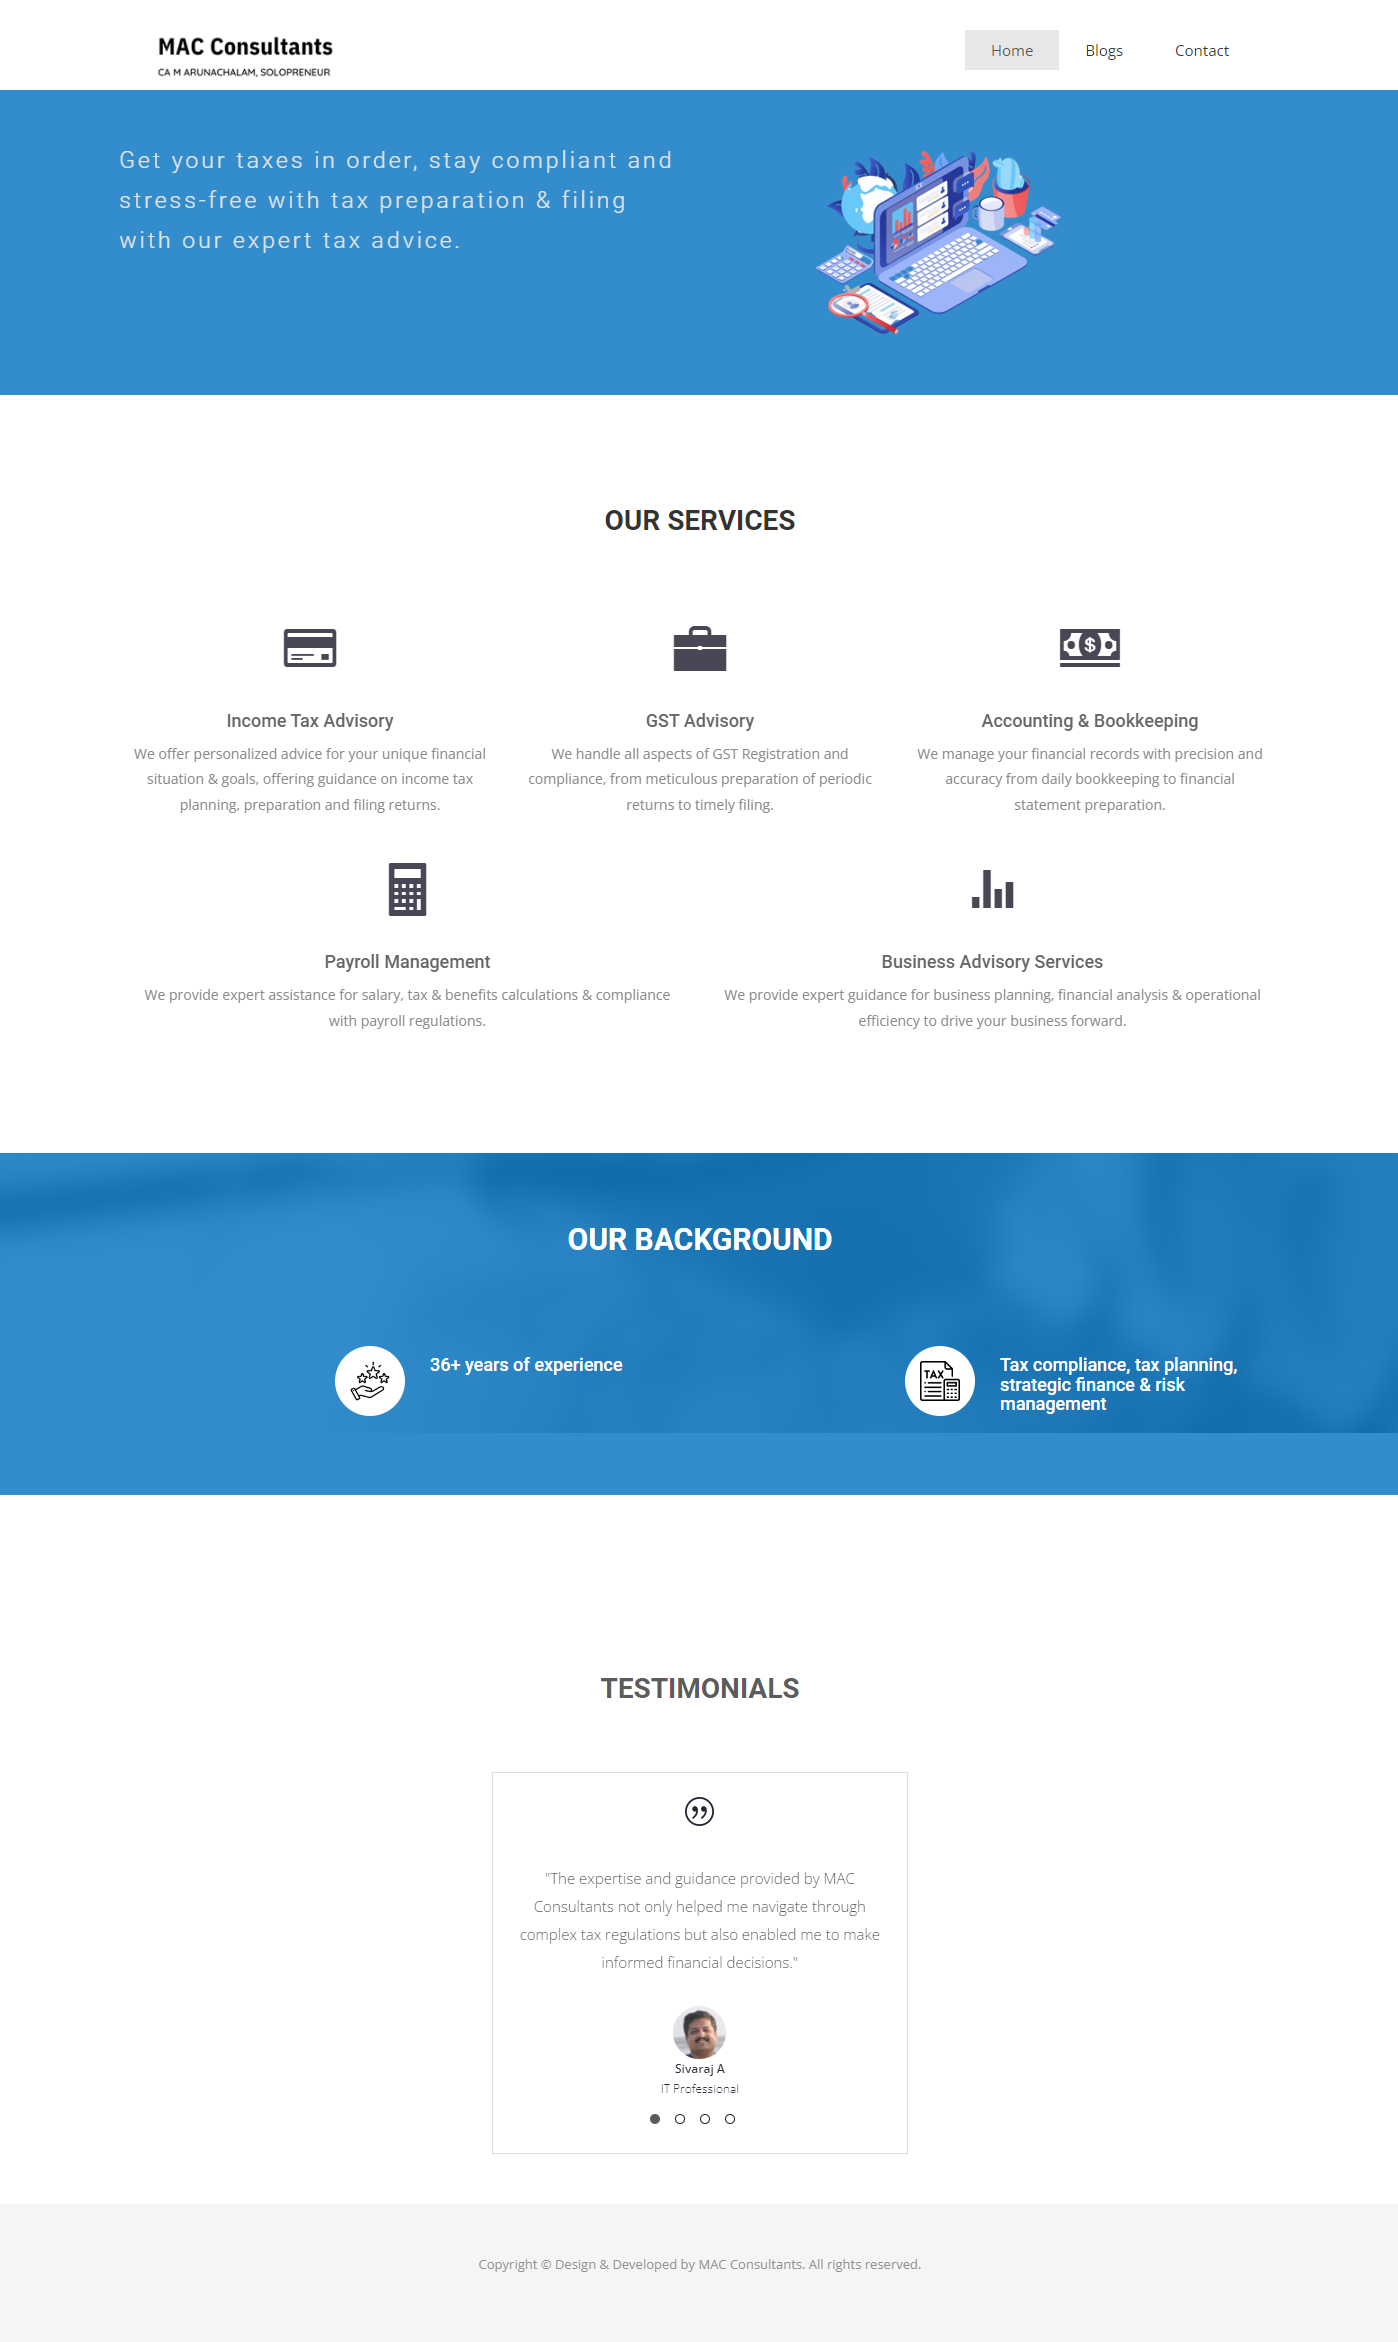 MAC Consultants
CA M ARUNACHALAM, SOLOPRENEUR
Home
Blogs
Contact
Get your taxes in order, stay compliant and
stress-free with tax preparation & filing
with our expert tax advice.
OUR SERVICES
Income Tax Advisory
We offer personalized advice for your unique financial
situation & goals, offering guidance on income tax
planning, preparation and filing returns.
GST Advisory
We handle all aspects of GST Registration and
compliance, from meticulous preparation of periodic
returns to timely filing.
Accounting & Bookkeeping
We manage your financial records with precision and
accuracy from daily bookkeeping to financial
statement preparation.
Payroll Management
We provide expert assistance for salary, tax & benefits calculations & compliance
with payroll regulations.
Business Advisory Services
We provide expert guidance for business planning, financial analysis & operational
efficiency to drive your business forward.
OUR BACKGROUND
36+ years of experience
TAX
Tax compliance, tax planning,
strategic finance & risk
management
TESTIMONIALS
"The expertise and guidance provided by MAC
Consultants not only helped me navigate through
complex tax regulations but also enabled me to make
informed financial decisions."
Sivaraj A
IT Professional
Copyright © Design & Developed by MAC Consultants. All rights reserved.